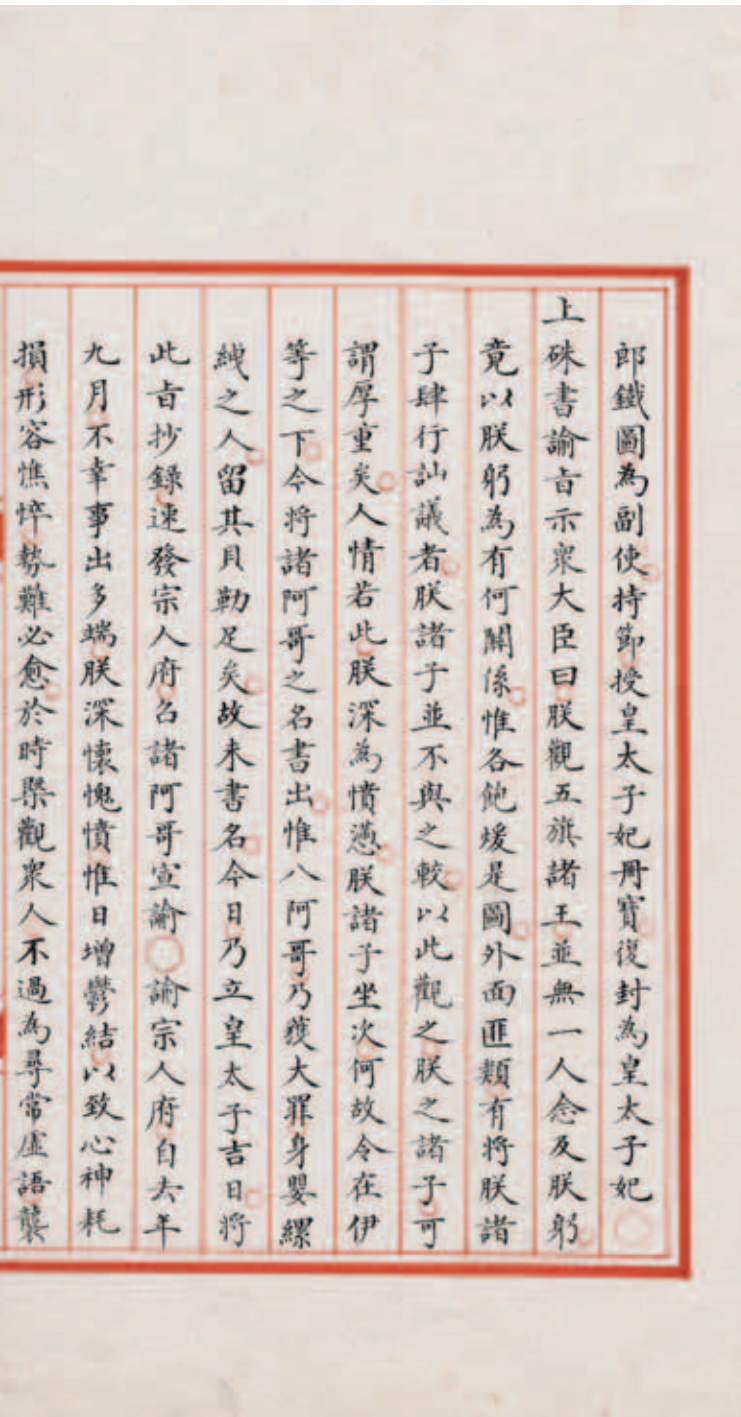 郎鐵圖為副使持節授皇太子妃冊寶復封為皇太子妃
上硃書諭旨示衆大臣曰朕觀五旗諸王並無一人念及朕躬
竟以朕躬為有何關係惟各飽煖是圖外面匪類有將朕諸
子肆行訕議者朕諸子並不與之較以此觀之朕之諸子可
謂厚重矣人情若此朕深為憤懣朕諸子坐次何故令在伊
等之下今將諸阿哥之名書出惟八阿哥乃獲大罪身嬰縲
絏之人留其貝勒足矣故未書名今日乃立皇太子吉日將
此旨抄錄速發宗人府召諸阿哥宣諭諭宗人府自去年
九月不幸事出多端朕深懷愧憤惟日增鬱結以致心神耗
損形容憔悴勢難必愈於時槩觀衆人不過為尋常虛語襲